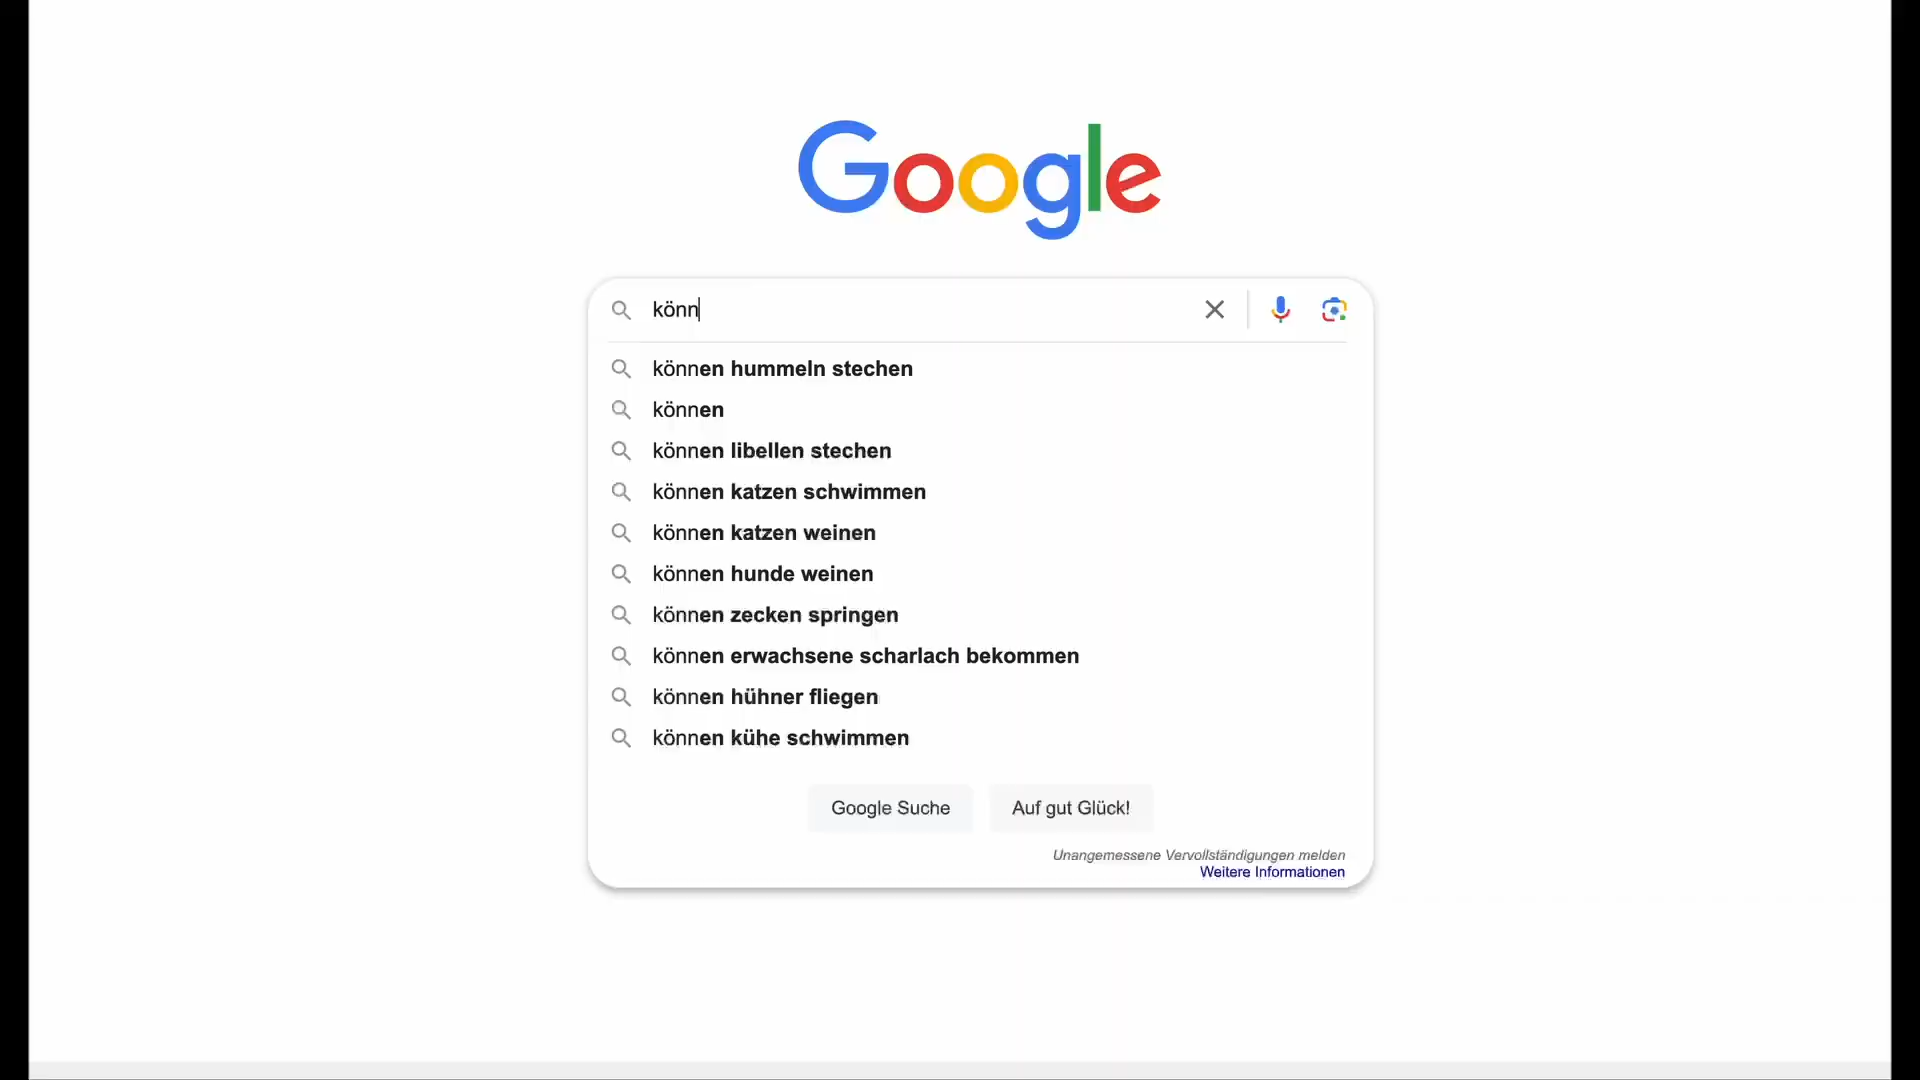 Google
könn
können hummeln stechen
können
können libellen stechen
können katzen schwimmen
können katzen weinen
können hunde weinen
können zecken springen
können erwachsene scharlach bekommen
können hühner fliegen
können kühe schwimmen
Google Suche
Auf gut Glück!
Unangemessene Vervollständigungen melden
Weitere Informationen